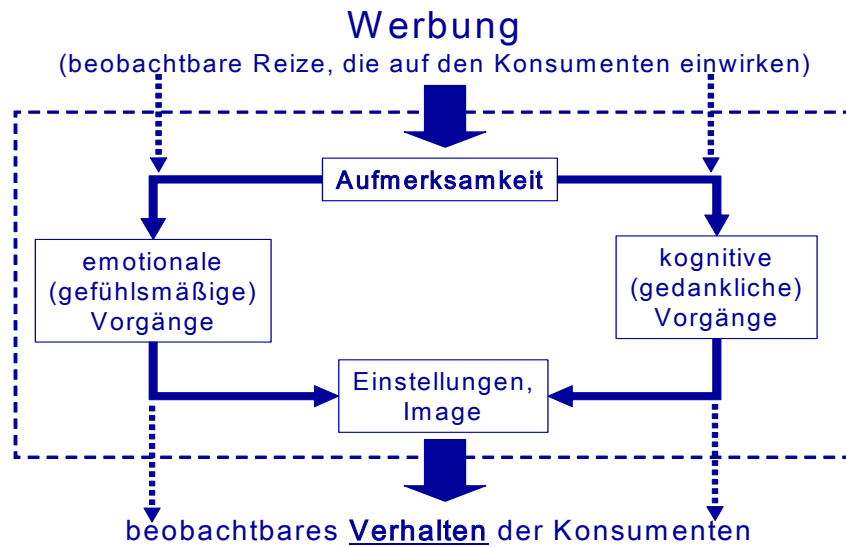 Werbung
(beobachtbare Reize, die auf den Konsumenten einwirken)
Aufmerksamkeit
emotionale
(gefühlsmäßige)
Vorgänge
kognitive
(gedankliche)
Vorgänge
Einstellungen,
Image
beobachtbares Verhalten der Konsumenten